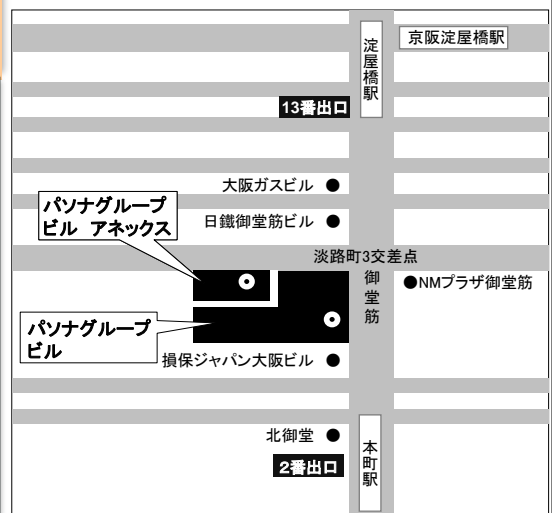 京阪淀屋橋駅
淀屋橋駅
13番出口
大阪ガスビル ●
パソナグループ
ビル アネックス
日鐵御堂筋ビル ●
淡路町3交差点
御堂筋
●NMプラザ御堂筋
パソナグループ
ビル
損保ジャパン大阪ビル ●
北御堂 ●
本町駅
2番出口